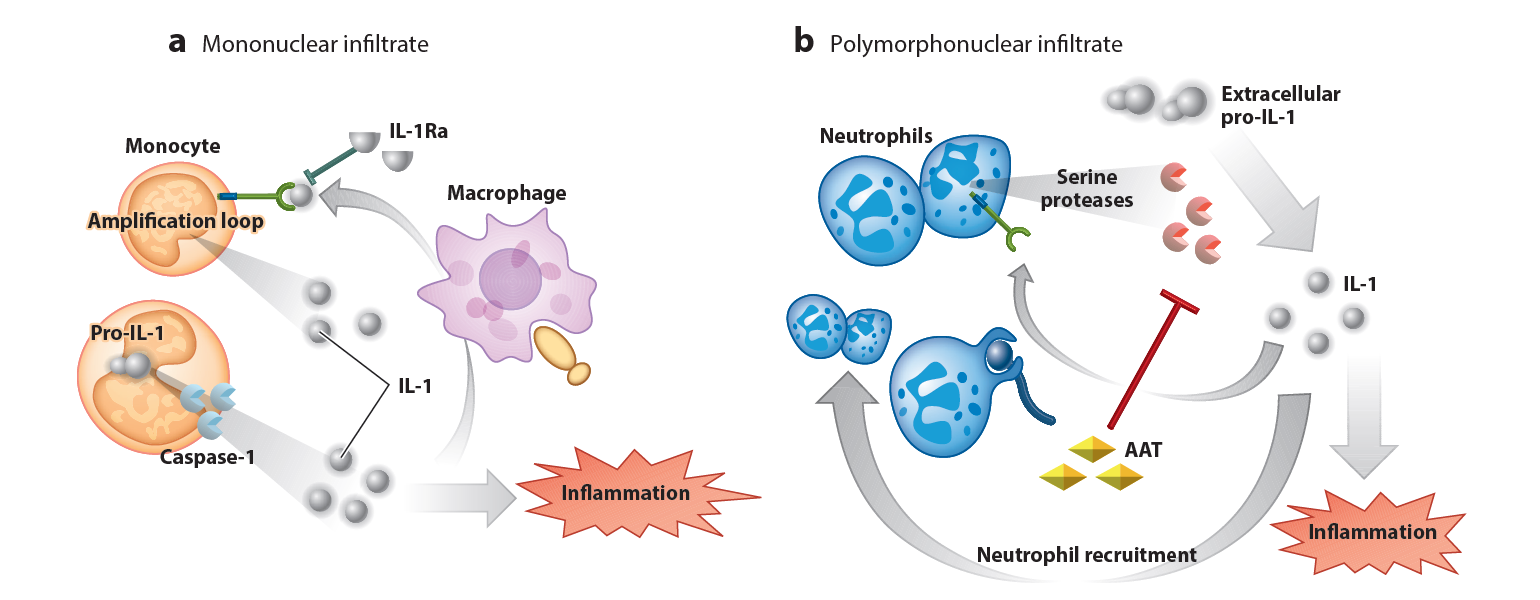 a Mononuclear infiltrate
IL-1Ra
Monocyte
Macrophage
Amplification loop
Pro-IL-1
IL-1
Caspase-1
Inflammation
b Polymorphonuclear infiltrate
Extracellular
pro-IL-1
Neutrophils
Serine
proteases
IL-1
AAT
Inflammation
Neutrophil recruitment